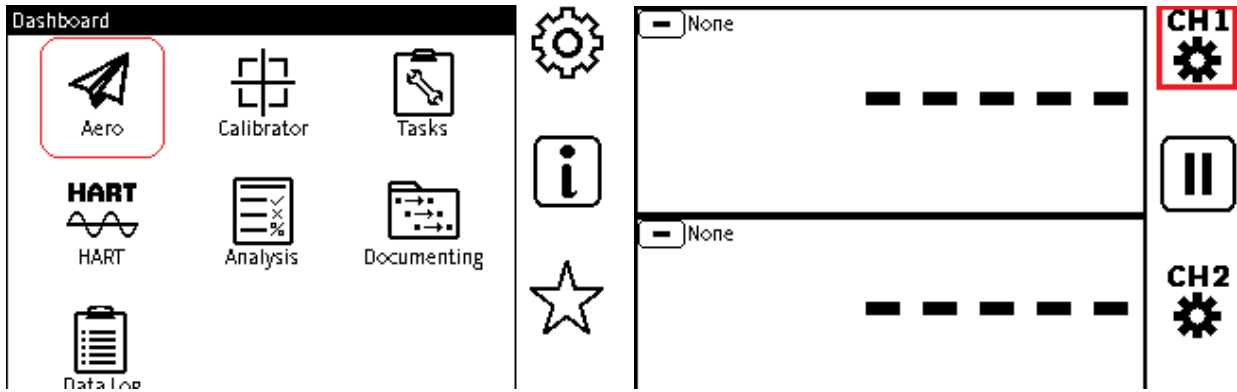 Dashboard
Aero Calibrator Tasks
HART
HART Analysis Documenting
Data Log
None
CH1
None
CH2